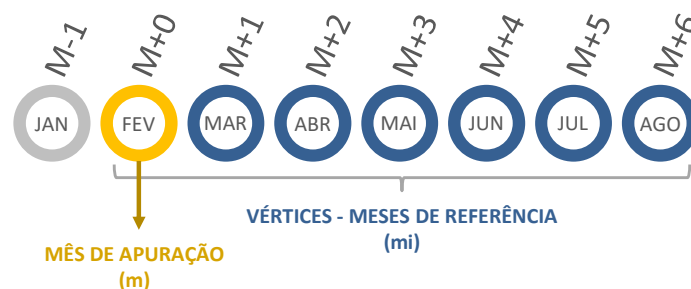 M-1 M+0 M+1 M+2 M+3 M+4 M+5 M+6
JAN FEV MAR ABR MAI JUN JUL AGO
VÉRTICES - MESES DE REFERÊNCIA
(mi)
MÊS DE APURAÇÃO
(m)